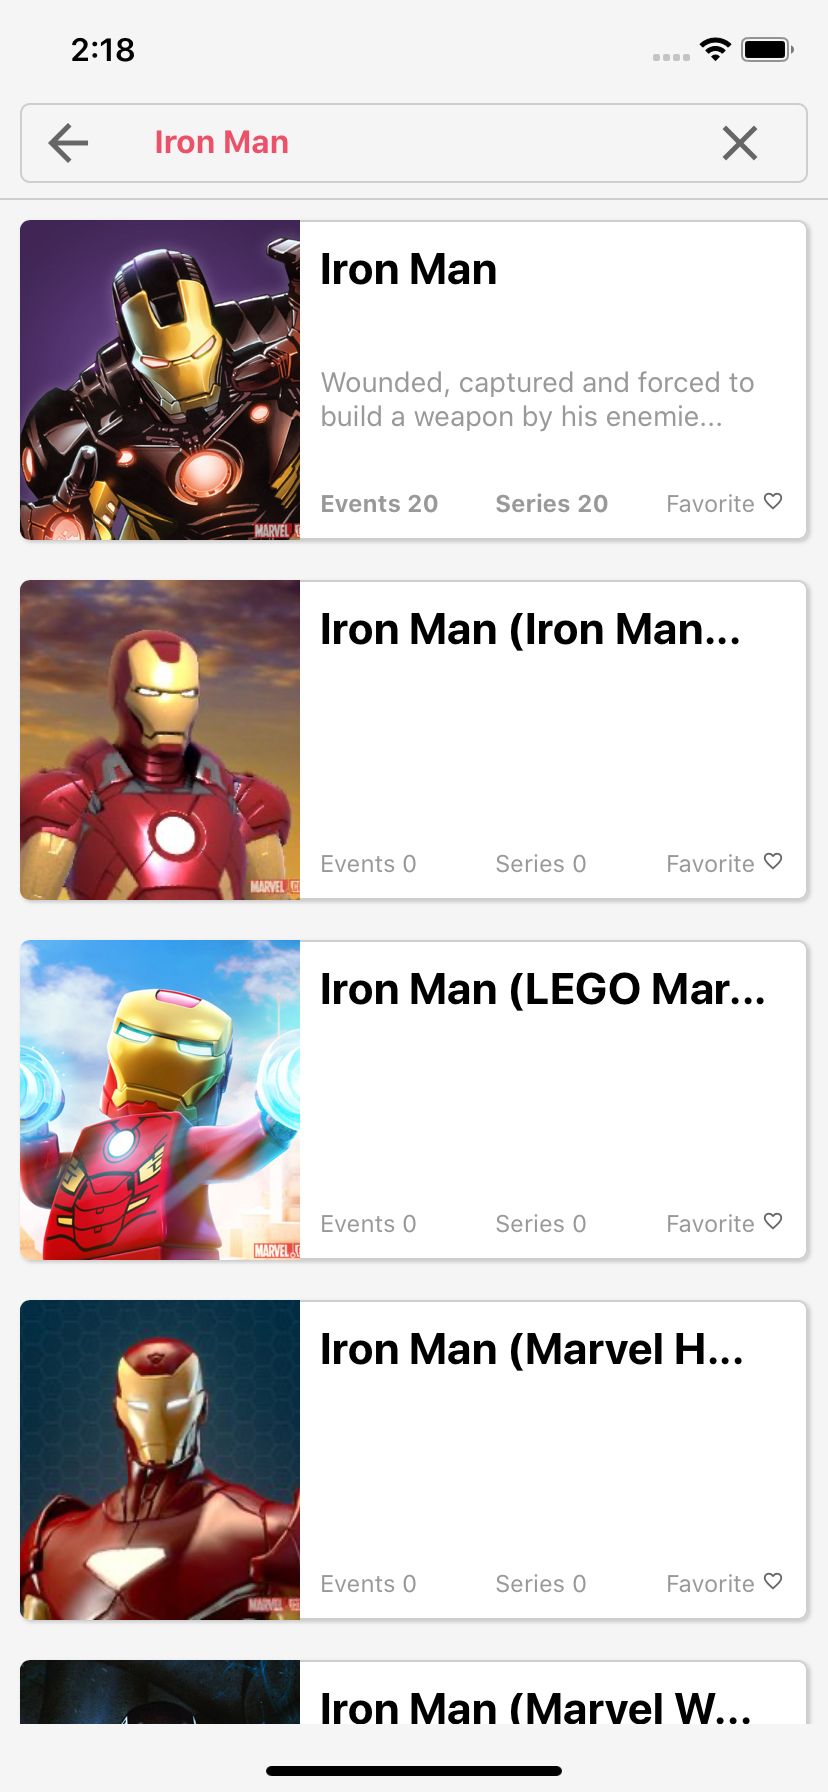 2:18
Iron Man
Iron Man
Wounded, captured and forced to
build a weapon by his enemie...
Events 20 Series 20 Favorite
MARVEL
Iron Man (Iron Man...
Events 0 Series 0 Favorite
MARVEL
Iron Man (LEGO Mar...
Events 0 Series 0 Favorite
MARVEL
Iron Man (Marvel H...
Events 0 Series 0 Favorite
MARVEL
Iron Man (Marvel W...